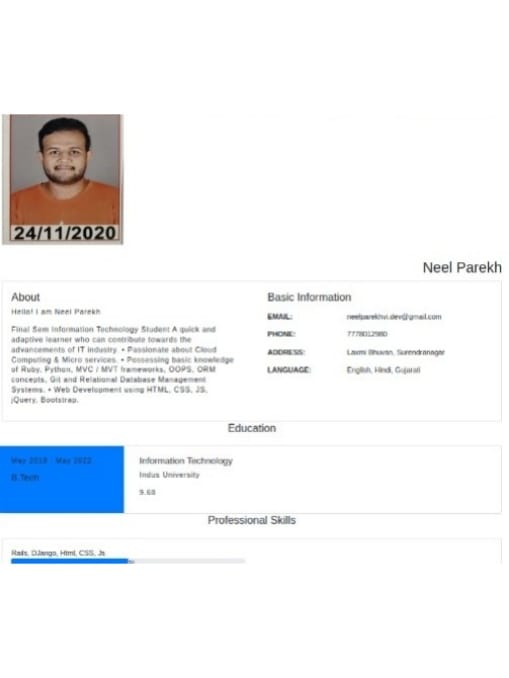 24/11/2020
Neel Parekh
About
Hello! I am Neel Parekh
Final Sem Information Technology Student A quick and
adaptive learner who can contribute towards the
advancements of IT industry. • Passionate about Cloud
Computing & Micro services. • Possessing basic knowledge
of Ruby, Python, MVC / MVT frameworks, OOPS, ORM
concepts, Git and Relational Database Management
Systems. • Web Development using HTML, CSS, JS,
jQuery, Bootstrap.
Basic Information
EMAIL: neelparekhvi.dev@gmail.com
PHONE: 7778012980
ADDRESS: Laxmi Bhuvan, Surendranagar
LANGUAGE: English, Hindi, Gujarati
Education
May 2018 - May 2022
B.Tech
Information Technology
Indus University
9.68
Professional Skills
Rails, DJango, Html, CSS, Js